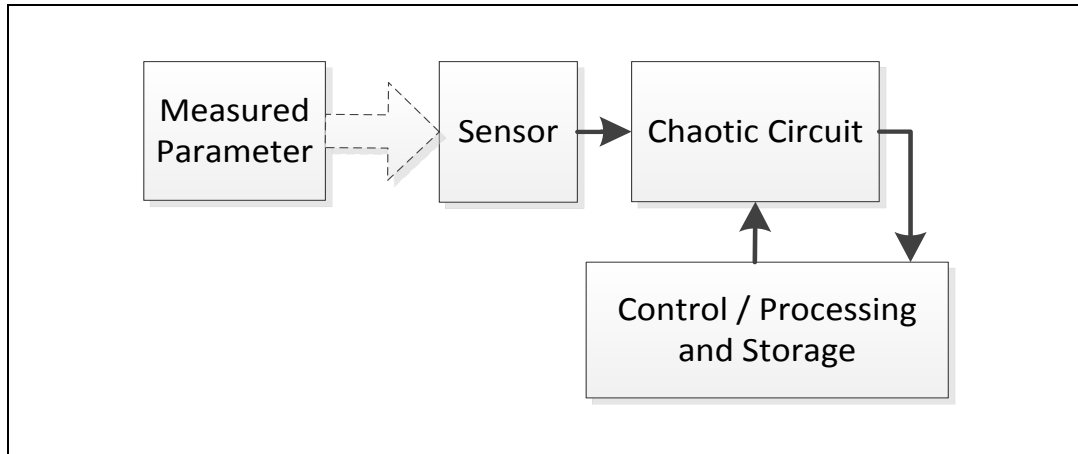 Measured
Parameter
Sensor
Chaotic Circuit
Control / Processing
and Storage